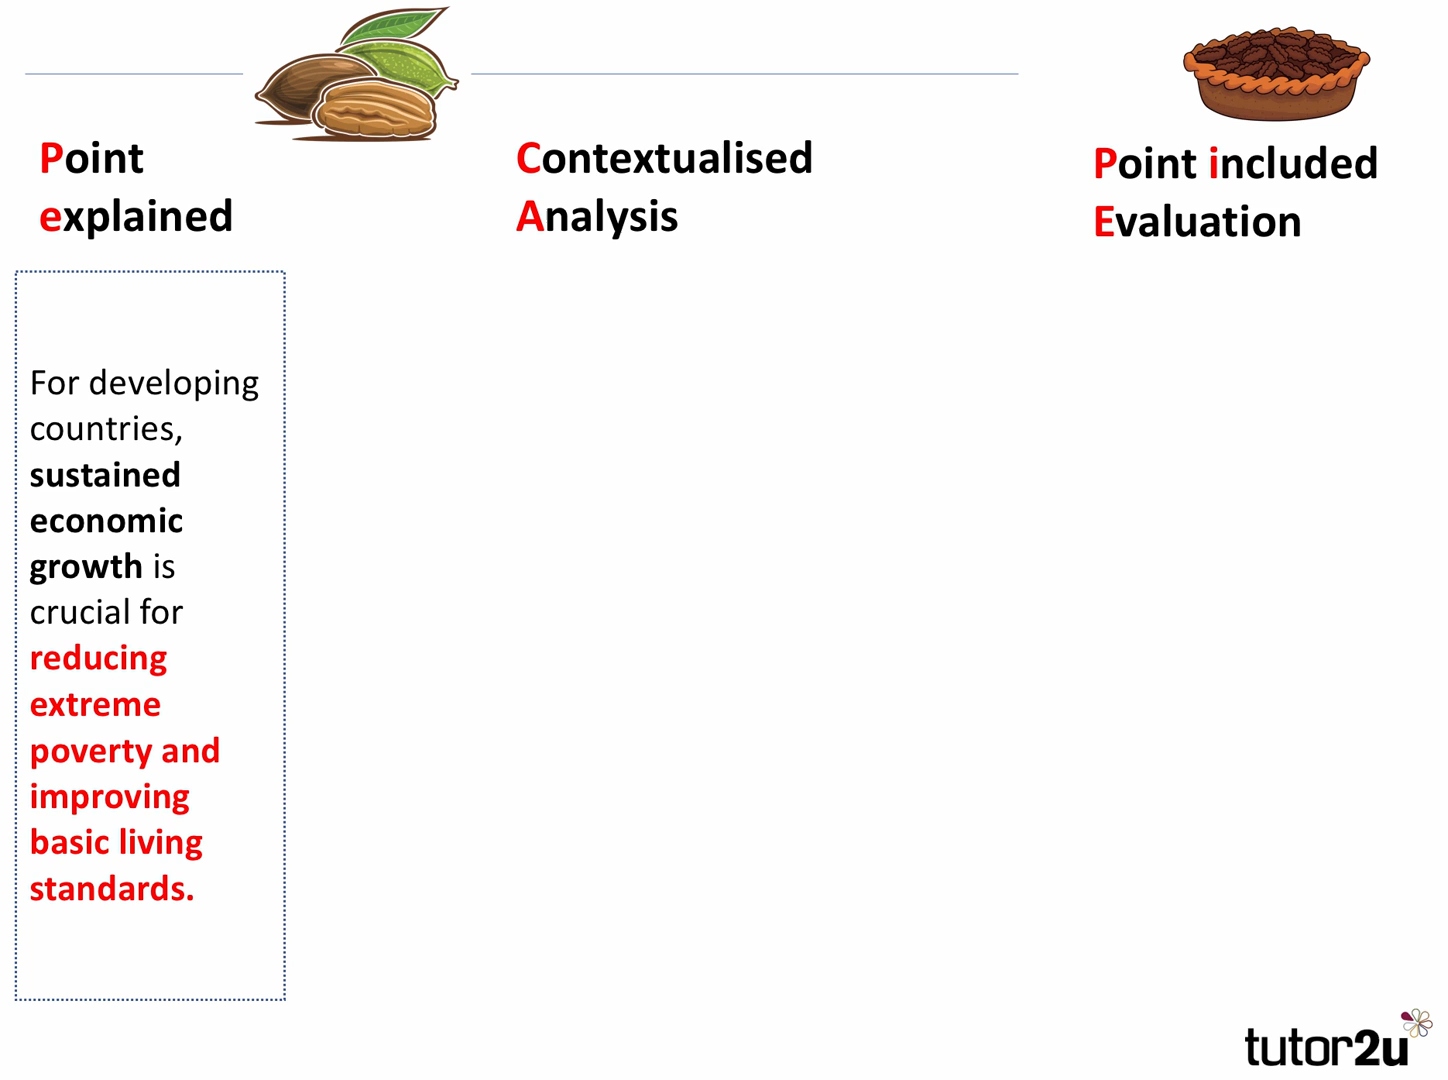 Point
explained
Contextualised
Analysis
Point included
Evaluation
For developing
countries,
sustained
economic
growth is
crucial for
reducing
extreme
poverty and
improving
basic living
standards.
tutor2u